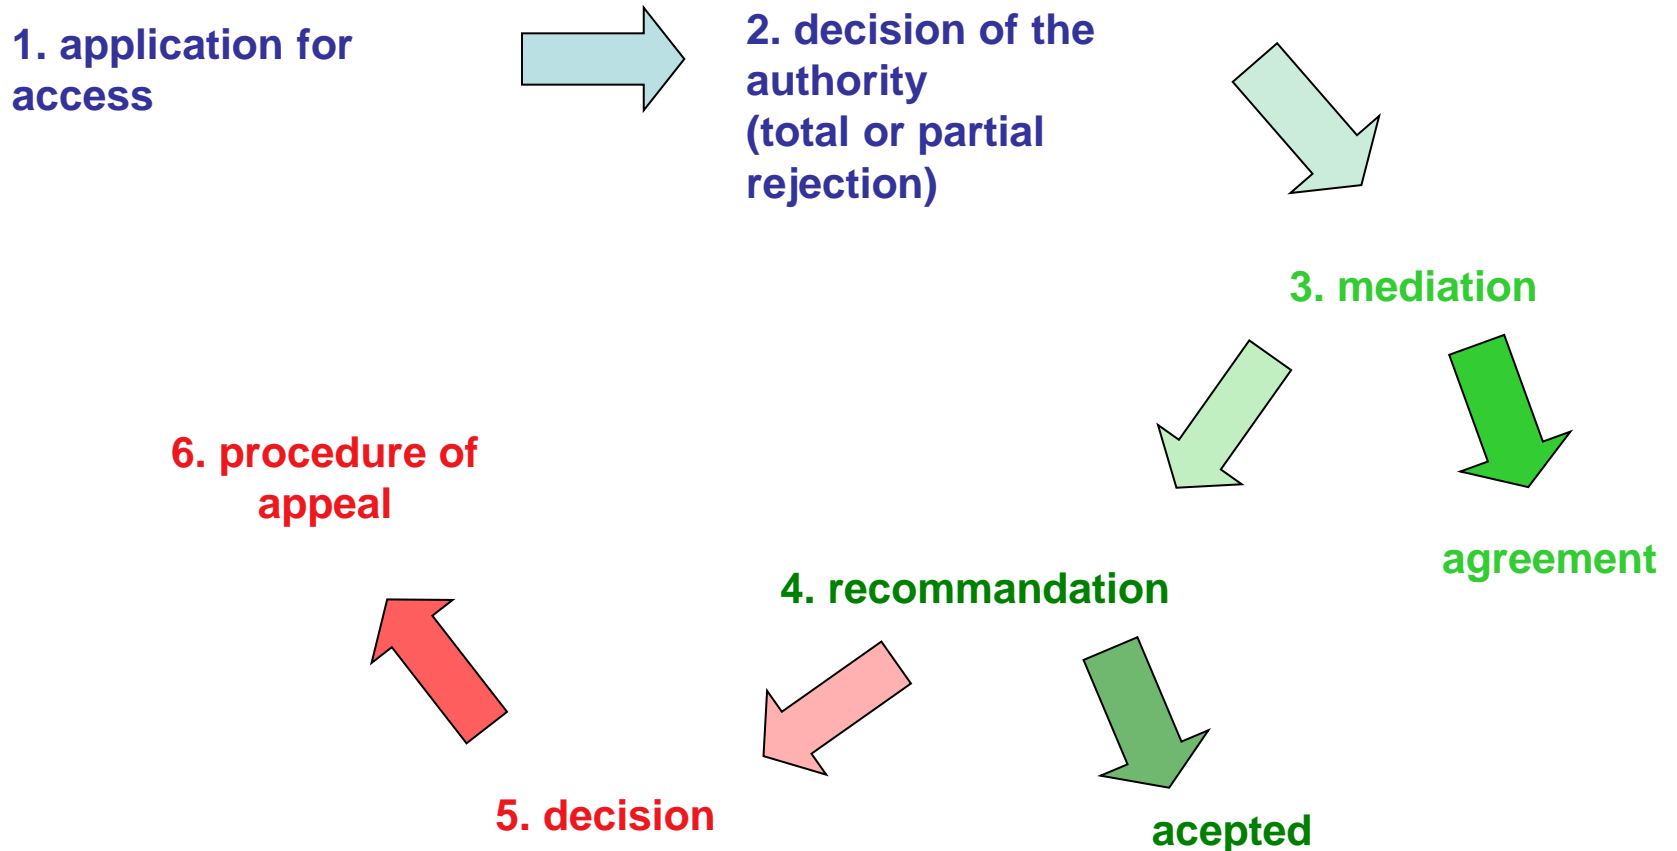 1. application for
access
2. decision of the
authority
(total or partial
rejection)
3. mediation
agreement
4. recommandation
acepted
5. decision
6. procedure of
appeal